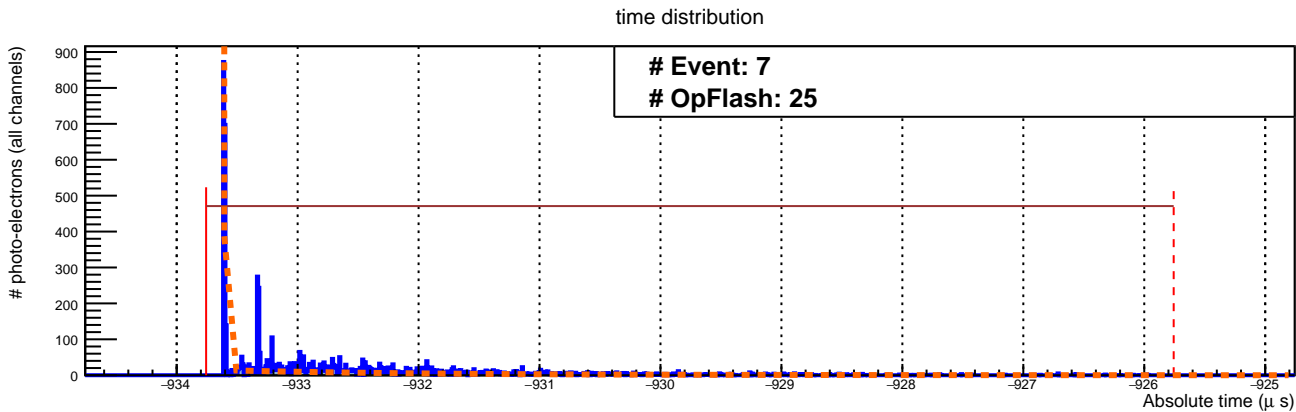 time distribution
# Event: 7
# OpFlash: 25
# photo-electrons (all channels)
900
800
700
600
500
400
300
200
100
0
−934 −933 −932 −931 −930 −929 −928 −927 −926 −925
Absolute time (μ s)